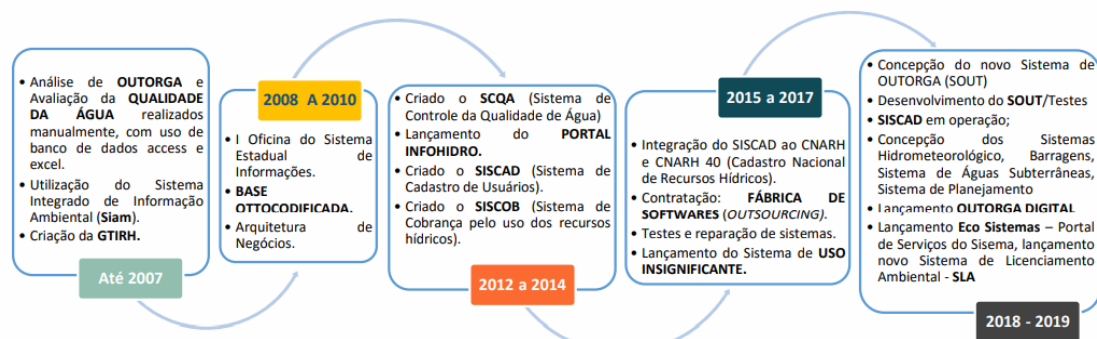 • Análise de OUTORGA e
Avaliação da QUALIDADE
DA ÁGUA realizados
manualmente, com uso de
banco de dados access e
excel.
• Utilização do Sistema
Integrado de Informação
Ambiental (Siam);
• Criação da GTIRH.
Até 2007
2008 A 2010
• I Oficina do Sistema
Estadual de
Informações.
• BASE
OTTOCODIFICADA.
• Arquitetura de
Negócios.
• Criado o SCQA (Sistema de
Controle da Qualidade de Água)
• Lançamento do PORTAL
INFOHIDRO.
• Criado o SISCAD (Sistema de
Cadastro de Usuários).
• Criado o SISCOB (Sistema de
Cobrança pelo uso dos recursos
hídricos).
2012 a 2014
2015 a 2017
• Integração do SISCAD ao CNARH
e CNARH 40 (Cadastro Nacional
de Recursos Hídricos).
• Contratação: FÁBRICA DE
SOFTWARES (OUTSOURCING).
• Testes e reparação de sistemas.
• Lançamento do Sistema de USO
INSIGNIFICANTE.
• Concepção do novo Sistema de
OUTORGA (SOUT)
• Desenvolvimento do SOUT/Testes
• SISCAD em operação;
• Concepção dos Sistemas
Hidrometeorológico, Barragens,
Sistema de Águas Subterrâneas,
Sistema de Planejamento
• Lançamento OUTORGA DIGITAL
• Lançamento Eco Sistemas – Portal
de Serviços do Sisema, lançamento
novo Sistema de Licenciamento
Ambiental - SLA
2018 - 2019